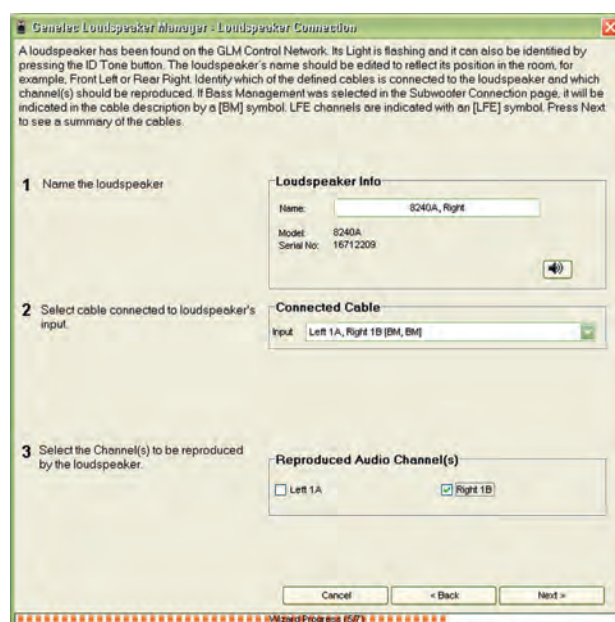 Genelec Loudspeaker Manager - Loudspeaker Connection
A loudspeaker has been found on the GLM Control Network. Its Light is flashing and it can also be identified by
pressing the ID Tone button. The loudspeaker's name should be edited to reflect its position in the room, for
example, Front Left or Rear Right. Identify which of the defined cables is connected to the loudspeaker and which
channel(s) should be reproduced. If Bass Management was selected in the Subwoofer Connection page, it will be
indicated in the cable description by a [BM] symbol. LFE channels are indicated with an [LFE] symbol. Press Next
to see a summary of the cables.
1 Name the loudspeaker
Loudspeaker Info
Name: 8240A, Right
Model: 8240A
Serial No: 16712209
2 Select cable connected to loudspeaker's
input.
Connected Cable
Input Left 1A, Right 1B [BM, BM]
3 Select the Channel(s) to be reproduced
by the loudspeaker.
Reproduced Audio Channel(s)
Left 1A Right 1B
Cancel < Back Next >
Wizard Progress (5/7)